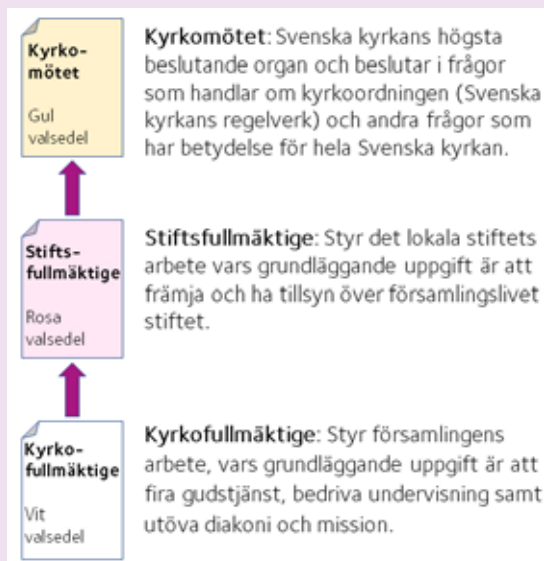 Kyrko-
mötet
Gul
valsedel
Kyrkomötet: Svenska kyrkans högsta
beslutande organ och beslutar i frågor
som handlar om kyrkoordningen (Svenska
kyrkans regelverk) och andra frågor som
har betydelse för hela Svenska kyrkan.
Stifts-
fullmäktige
Rosa
valsedel
Stiftsfullmäktige: Styr det lokala stiftets
arbete vars grundläggande uppgift är att
främja och ha tillsyn över församlingslivet
stiftet.
Kyrko-
fullmäktige
Vit
valsedel
Kyrkofullmäktige: Styr församlingens
arbete, vars grundläggande uppgift är att
fira gudstjänst, bedriva undervisning samt
utöva diakoni och mission.